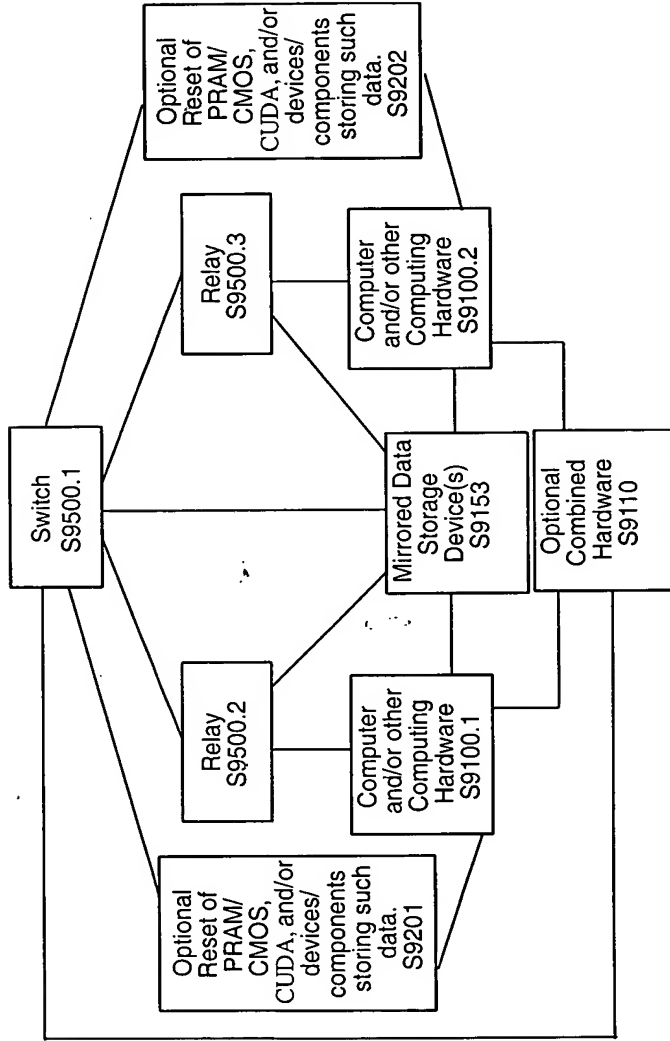 Switch
S9500.1
Optional
Reset of
PRAM/
CMOS,
CUDA, and/or
devices/
components
storing such
data.
S9201
Relay
S9500.2
Relay
S9500.3
Optional
Reset of
PRAM/
CMOS,
CUDA, and/or
devices/
components
storing such
data.
S9202
Computer
and/or other
Computing
Hardware
S9100.1
Mirrored Data
Storage
Device(s)
S9153
Computer
and/or other
Computing
Hardware
S9100.2
Optional
Combined
Hardware
S9110